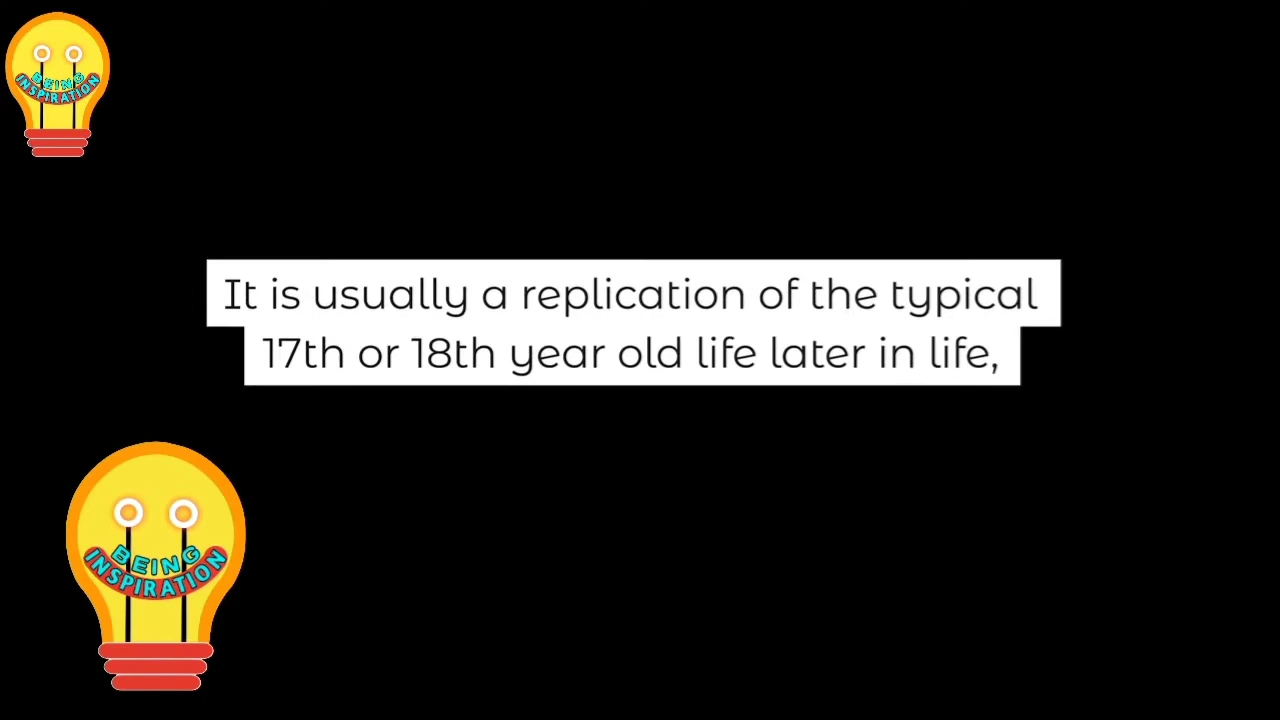 BEING
INSPIRATION
It is usually a replication of the typical
17th or 18th year old life later in life,
BEING
INSPIRATION